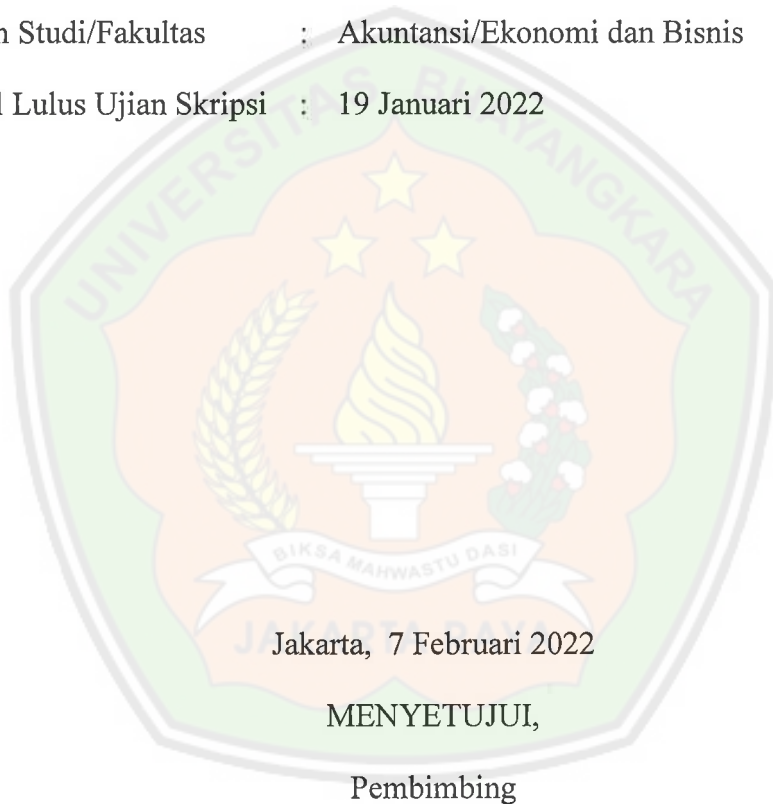 n Studi/Fakultas : Akuntansi/Ekonomi dan Bisnis
l Lulus Ujian Skripsi : 19 Januari 2022
UNIVERSITAS BHAYANGKARA
BIKSA MAHWASTU DASI
JAKARTA RAYA
Jakarta, 7 Februari 2022
MENYETUJUI,
Pembimbing